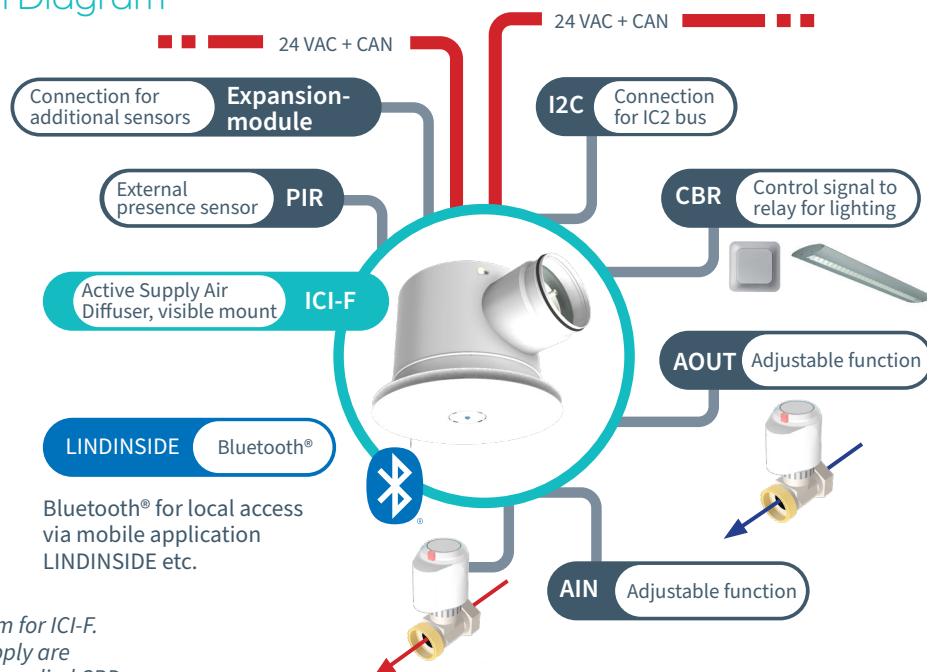 Diagram
24 VAC + CAN
24 VAC + CAN
Connection for
additional sensors
Expansion-
module
I2C
Connection
for IC2 bus
External
presence sensor
PIR
CBR
Control signal to
relay for lighting
Active Supply Air
Diffuser, visible mount
ICI-F
AOUT
Adjustable function
LINDINSIDE
Bluetooth®
Bluetooth® for local access
via mobile application
LINDINSIDE etc.
®
AIN
Adjustable function
m for ICI-F.
pply are